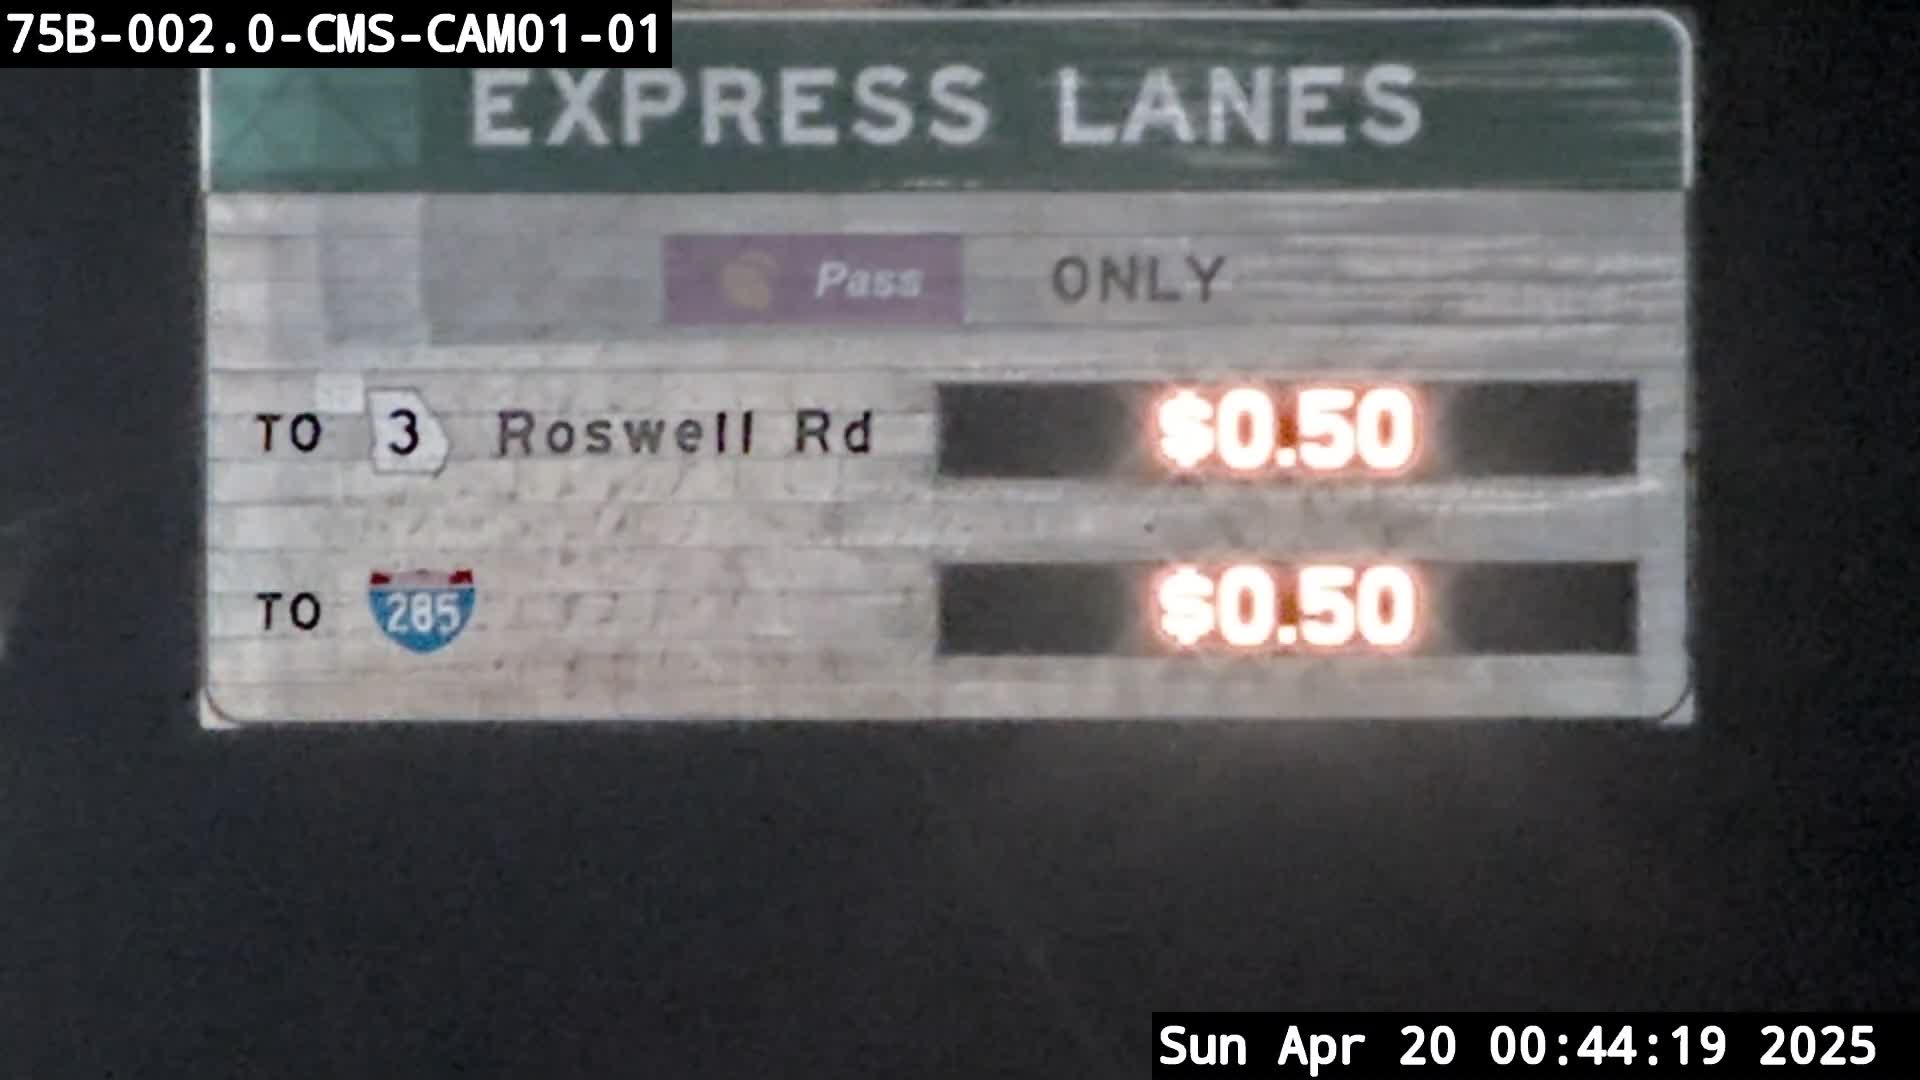 75B-002.0-CMS-CAM01-01
EXPRESS LANES
Pass ONLY
TO 3 Roswell Rd $0.50
TO 285 $0.50
Sun Apr 20 00:44:19 2025